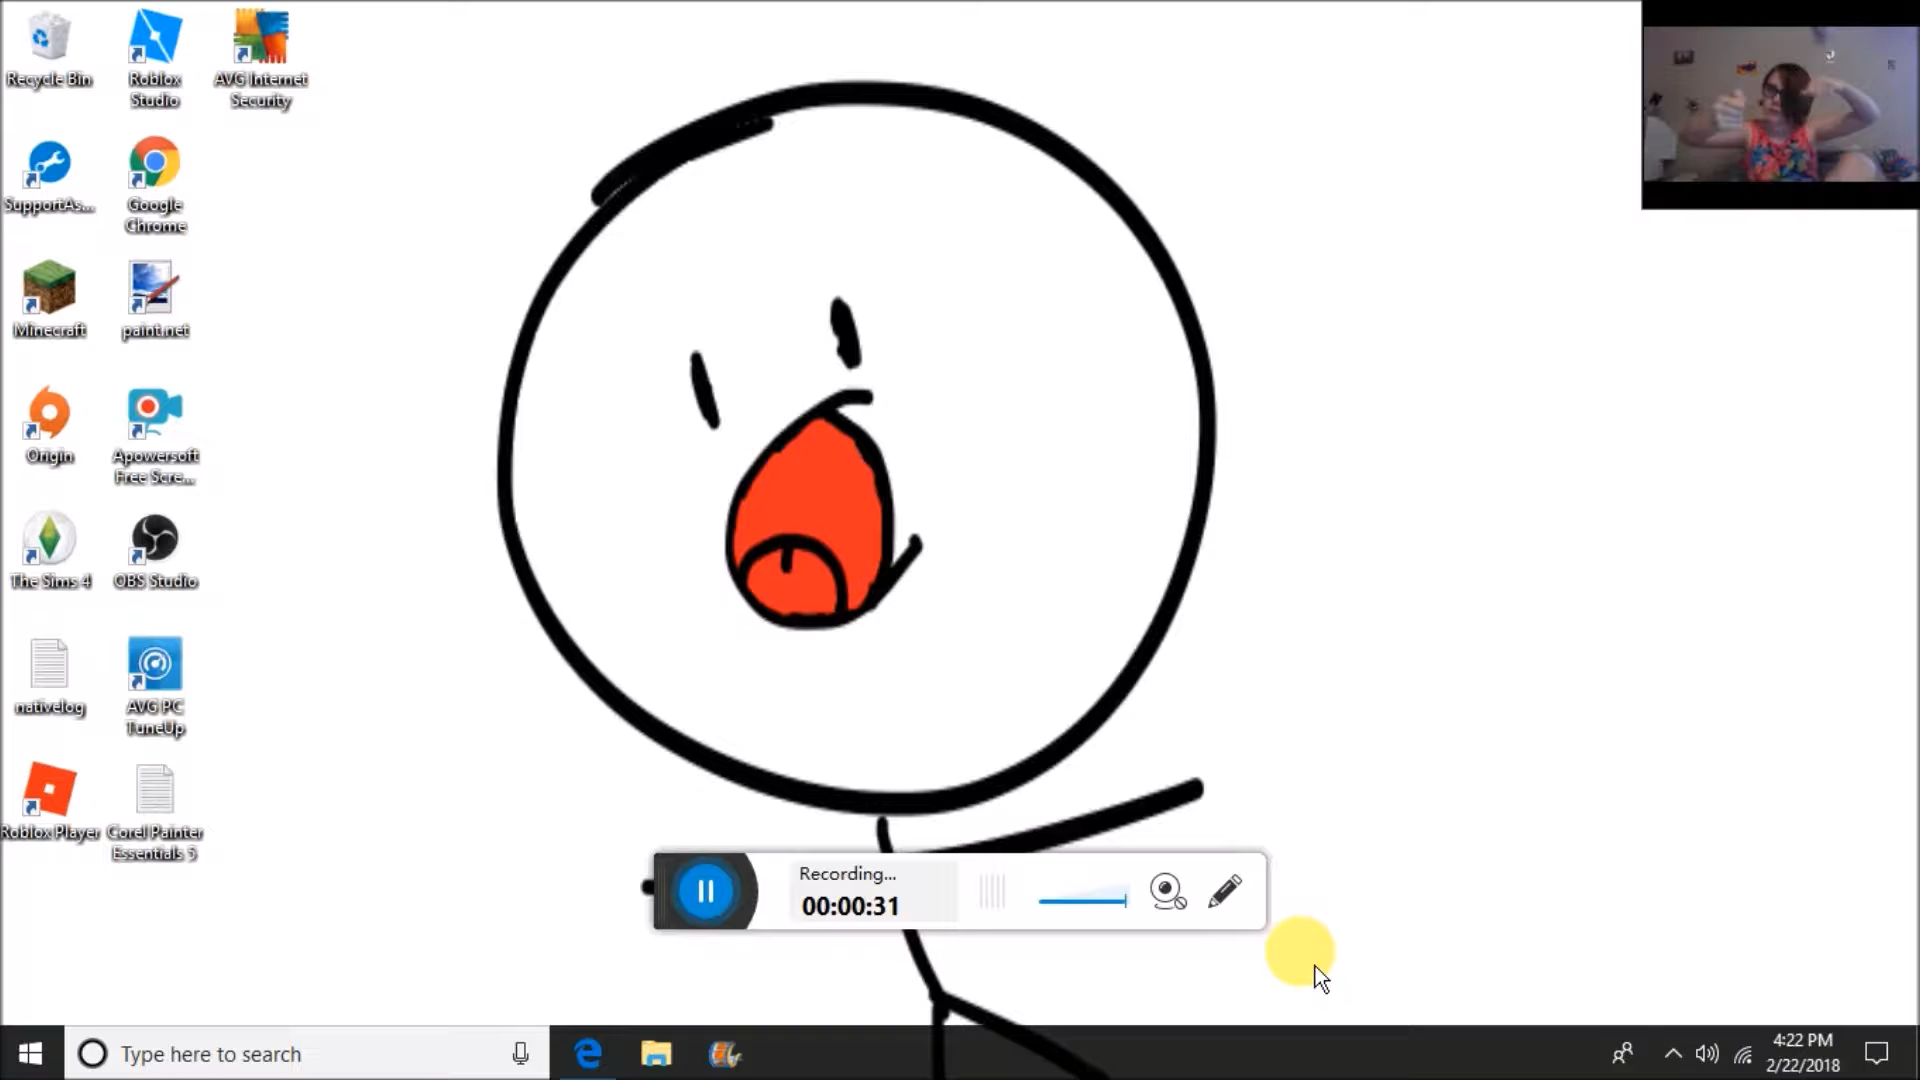 Recycle Bin
Roblox
Studio
AVG Internet
Security
SupportAs...
Google
Chrome
Minecraft
paint.net
Origin
Apowersoft
Free Scre...
The Sims 4
OBS Studio
nativelog
AVG PC
TuneUp
Roblox Player
Corel Painter
Essentials 5
Recording...
00:00:31
Type here to search
4:22 PM
2/22/2018